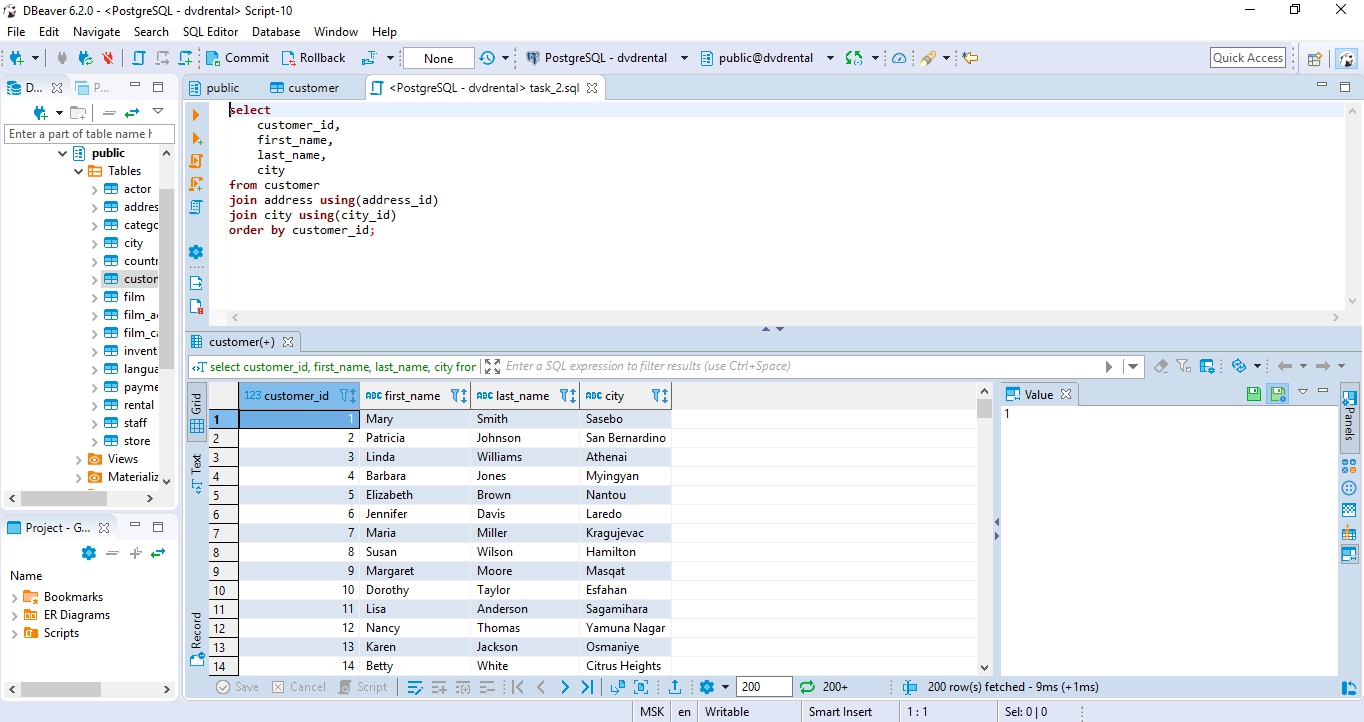 DBeaver 6.2.0 - <PostgreSQL - dvdrental> Script-10
File Edit Navigate Search SQL Editor Database Window Help
Commit Rollback None PostgreSQL - dvdrental public@dvdrental Quick Access
D... P...
public customer <PostgreSQL - dvdrental> task_2.sql
Enter a part of table name h
public
Tables
actor
addres
catego
city
countr
custor
film
film_a
film_ca
invent
langua
payme
rental
staff
store
Views
Materializ
Project - G...
Name
Bookmarks
ER Diagrams
Scripts
select
customer_id,
first_name,
last_name,
city
from customer
join address using(address_id)
join city using(city_id)
order by customer_id;
customer(+)
select customer_id, first_name, last_name, city fror
Enter a SQL expression to filter results (use Ctrl+Space)
Grid
Text
Record
123 customer_id ABC first_name ABC last_name ABC city
1 1 Mary Smith Sasebo
2 2 Patricia Johnson San Bernardino
3 3 Linda Williams Athenai
4 4 Barbara Jones Myingyan
5 5 Elizabeth Brown Nantou
6 6 Jennifer Davis Laredo
7 7 Maria Miller Kragujevac
8 8 Susan Wilson Hamilton
9 9 Margaret Moore Masqat
10 10 Dorothy Taylor Esfahan
11 11 Lisa Anderson Sagamihara
12 12 Nancy Thomas Yamuna Nagar
13 13 Karen Jackson Osmaniye
14 14 Betty White Citrus Heights
Value
1
Panels
Save Cancel Script 200 200+ 200 row(s) fetched - 9ms (+1ms)
MSK en Writable Smart Insert 1 : 1 Sel: 0 | 0